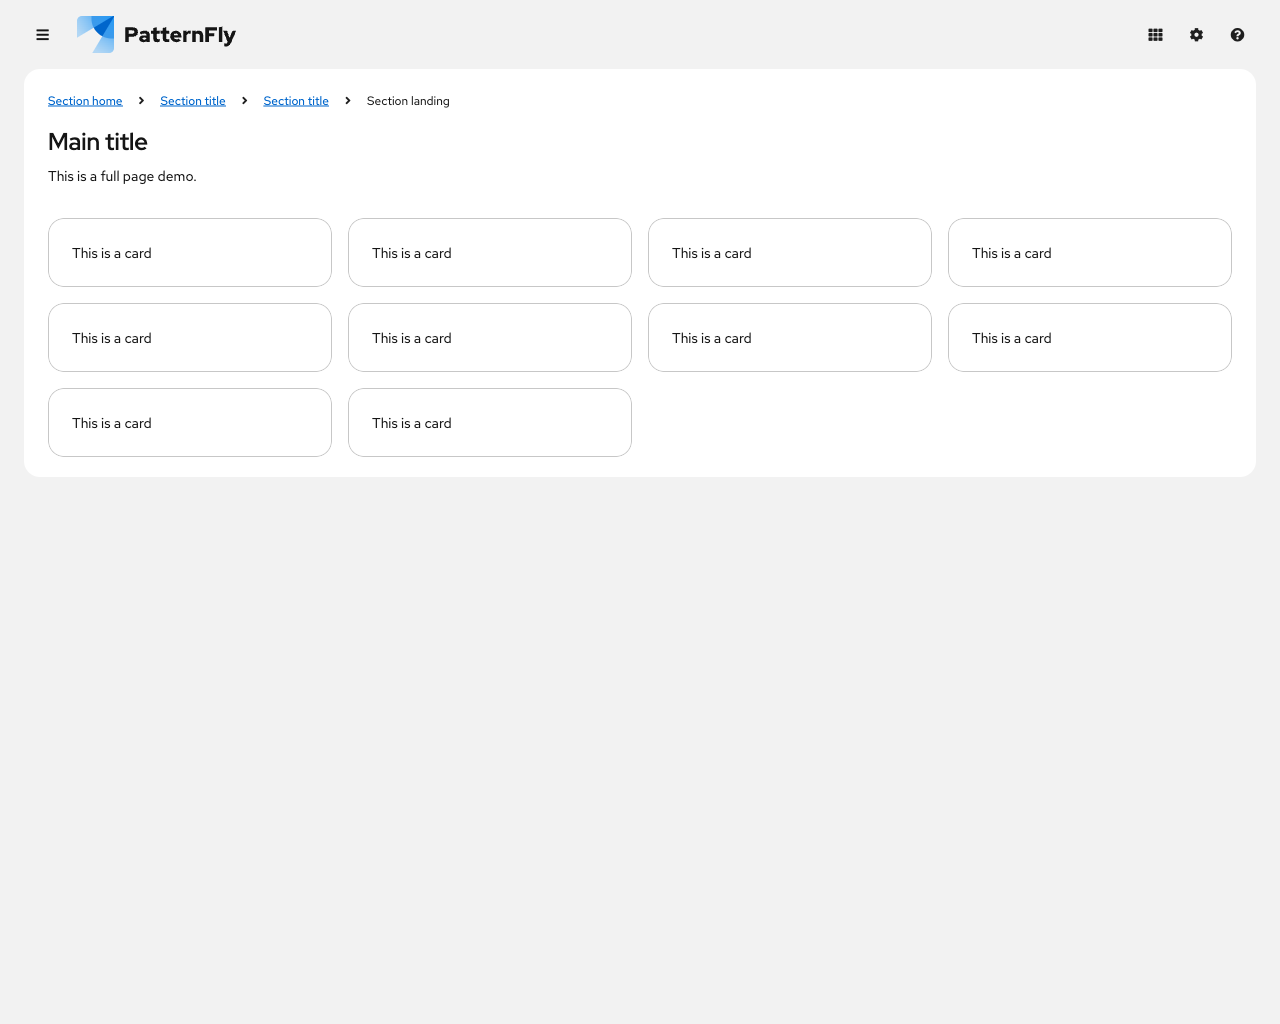 PatternFly
Section home Section title Section title Section landing
Main title
This is a full page demo.
This is a card This is a card This is a card This is a card
This is a card This is a card This is a card This is a card
This is a card This is a card